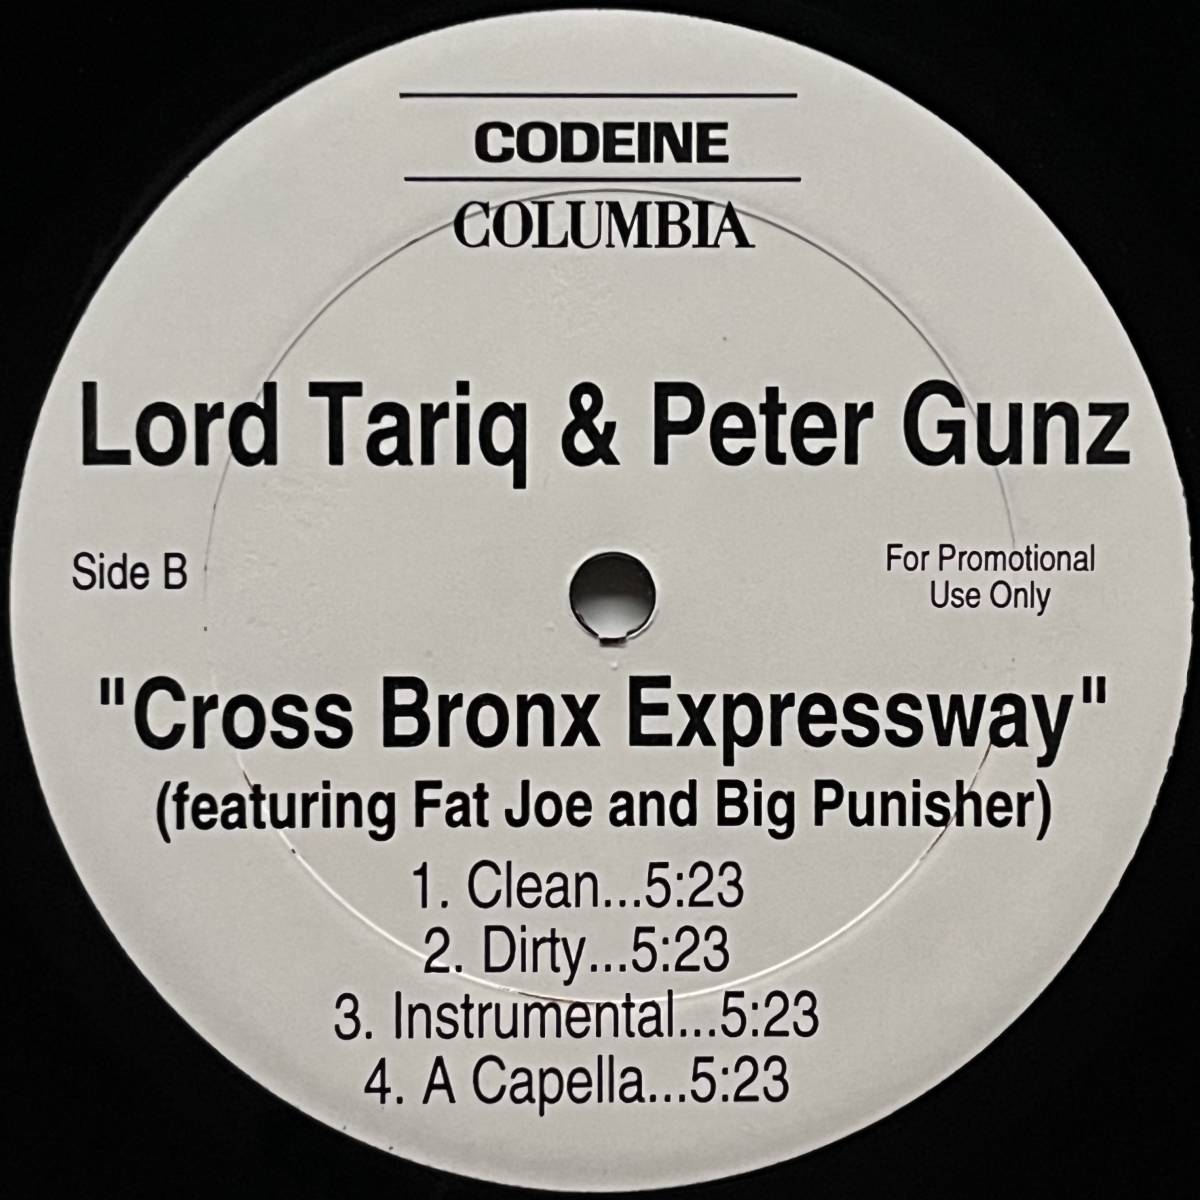 CODEINE
COLUMBIA
Lord Tariq & Peter Gunz
Side B
For Promotional
Use Only
"Cross Bronx Expressway"
(featuring Fat Joe and Big Punisher)
1. Clean...5:23
2. Dirty...5:23
3. Instrumental...5:23
4. A Capella...5:23